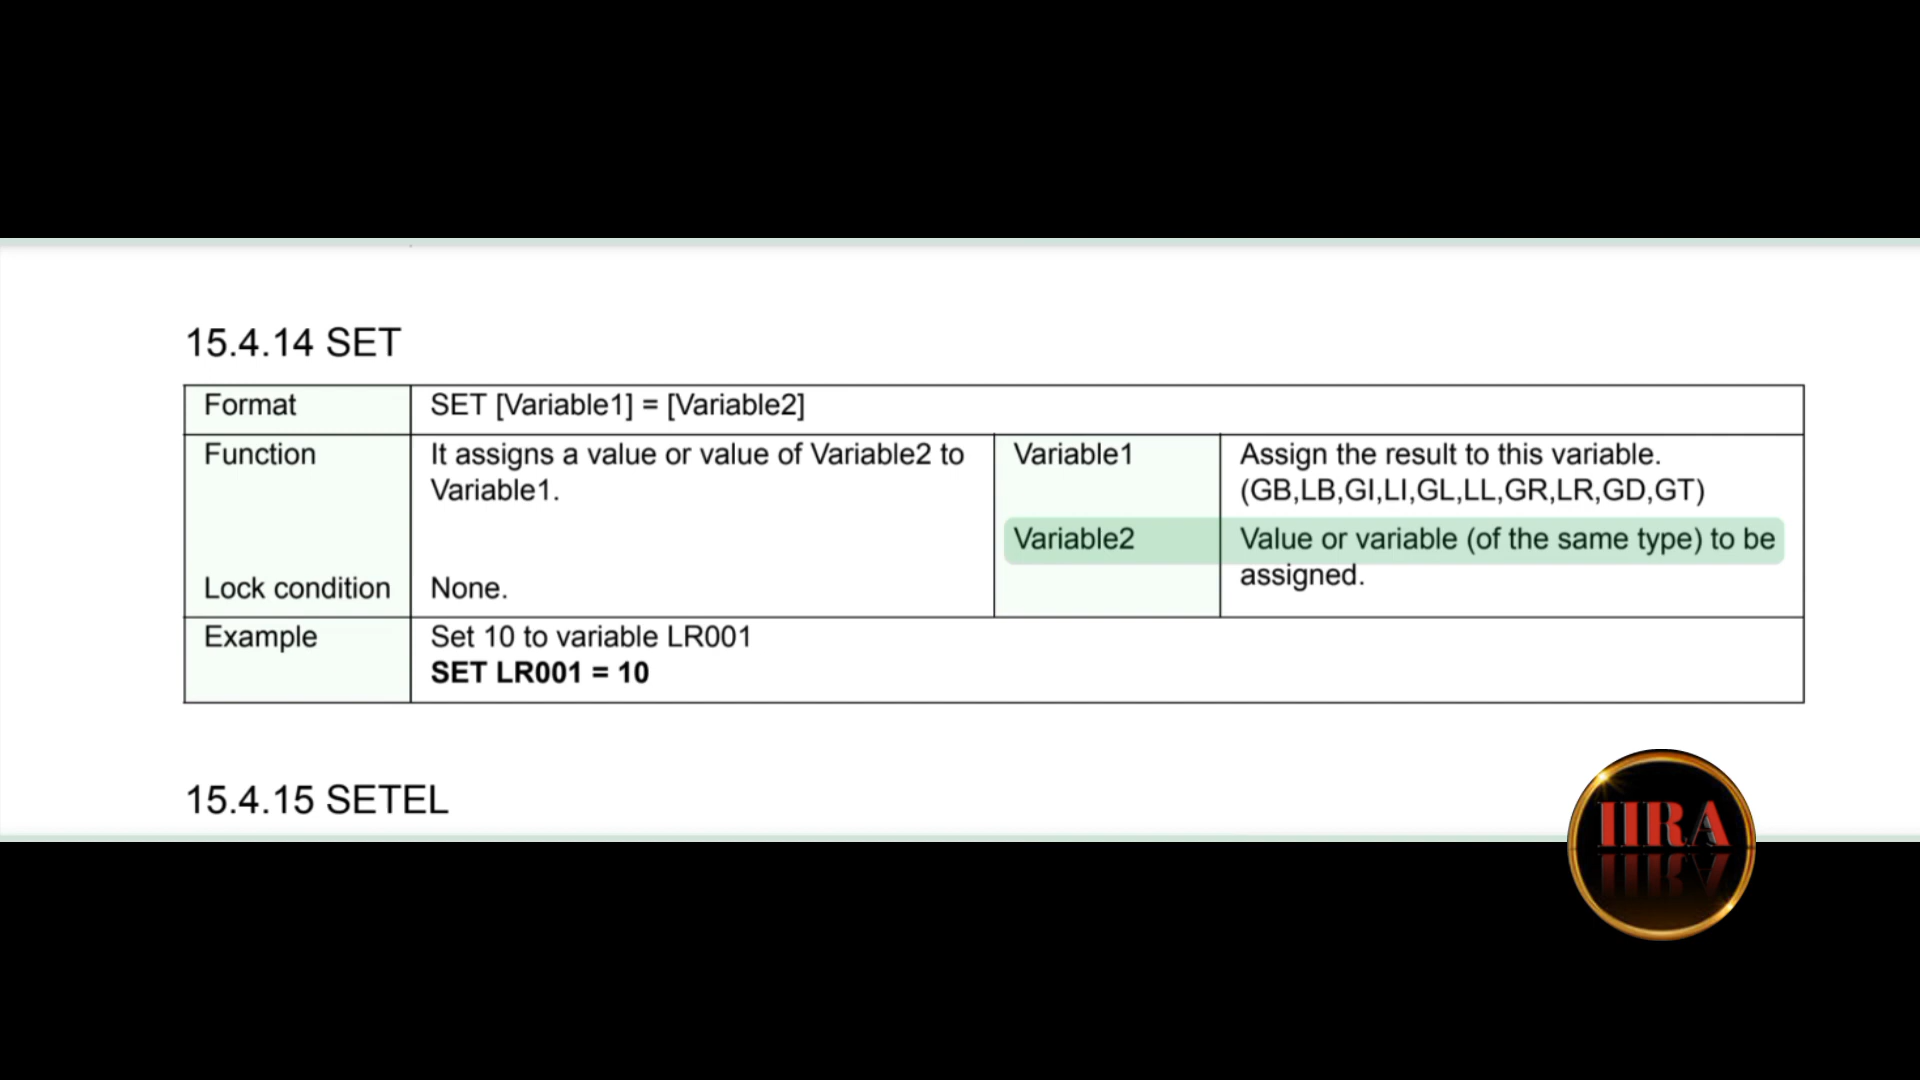 15.4.14 SET
Format
SET [Variable1] = [Variable2]
Function
It assigns a value or value of Variable2 to
Variable1.
Variable1
Assign the result to this variable.
(GB,LB,GI,LI,GL,LL,GR,LR,GD,GT)
Variable2
Value or variable (of the same type) to be
assigned.
Lock condition
None.
Example
Set 10 to variable LR001
SET LR001 = 10
15.4.15 SETEL
IIRA